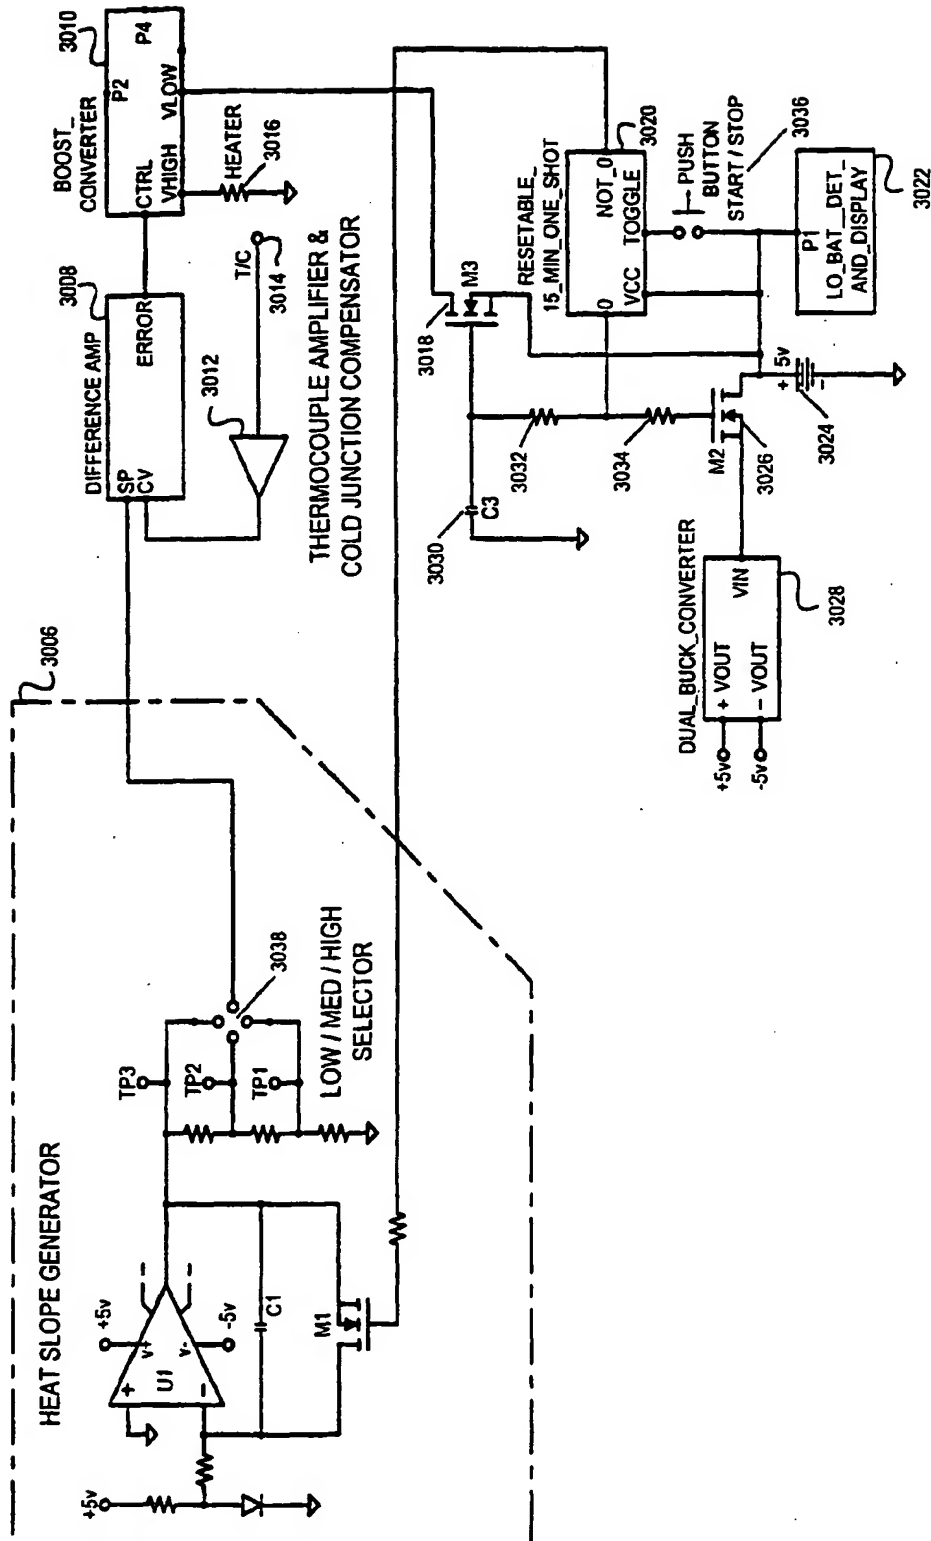 3010
BOOST_
CONVERTER
P2
P4
CTRL
VHIGH
VLOW
HEATER
3016
3008
DIFFERENCE AMP
SP
CV
ERROR
3012
T/C
3014
THERMOCOUPLE AMPLIFIER &
COLD JUNCTION COMPENSATOR
3006
HEAT SLOPE GENERATOR
+5v
+5v
+
U1
−
v+
v-
-5v
C1
M1
TP3
TP2
TP1
3038
LOW / MED / HIGH
SELECTOR
3018
M3
RESETABLE_
15_MIN_ONE_SHOT
0
NOT_0
VCC
TOGGLE
3020
PUSH
BUTTON
START / STOP
3036
P1
LO_BAT_DET_
AND_DISPLAY
3022
3030
C3
3032
3034
M2
3026
+ 5v
-
3024
DUAL_BUCK_CONVERTER
+ VOUT
- VOUT
VIN
3028
+5v
-5v